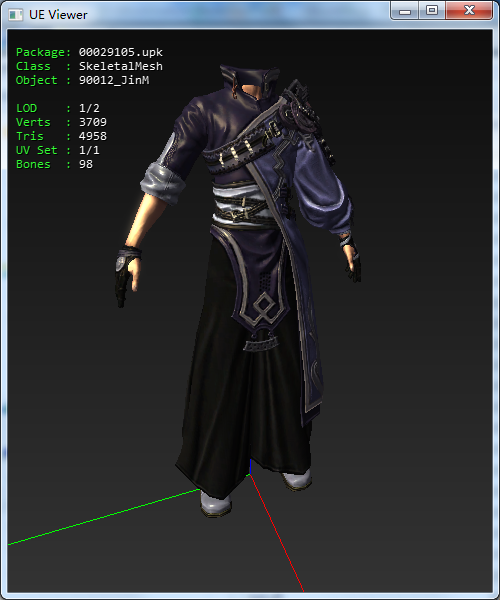 UE Viewer
Package: 00029105.upk
Class  : SkeletalMesh
Object : 90012_JinM
LOD    : 1/2
Verts  : 3709
Tris   : 4958
UV Set : 1/1
Bones  : 98